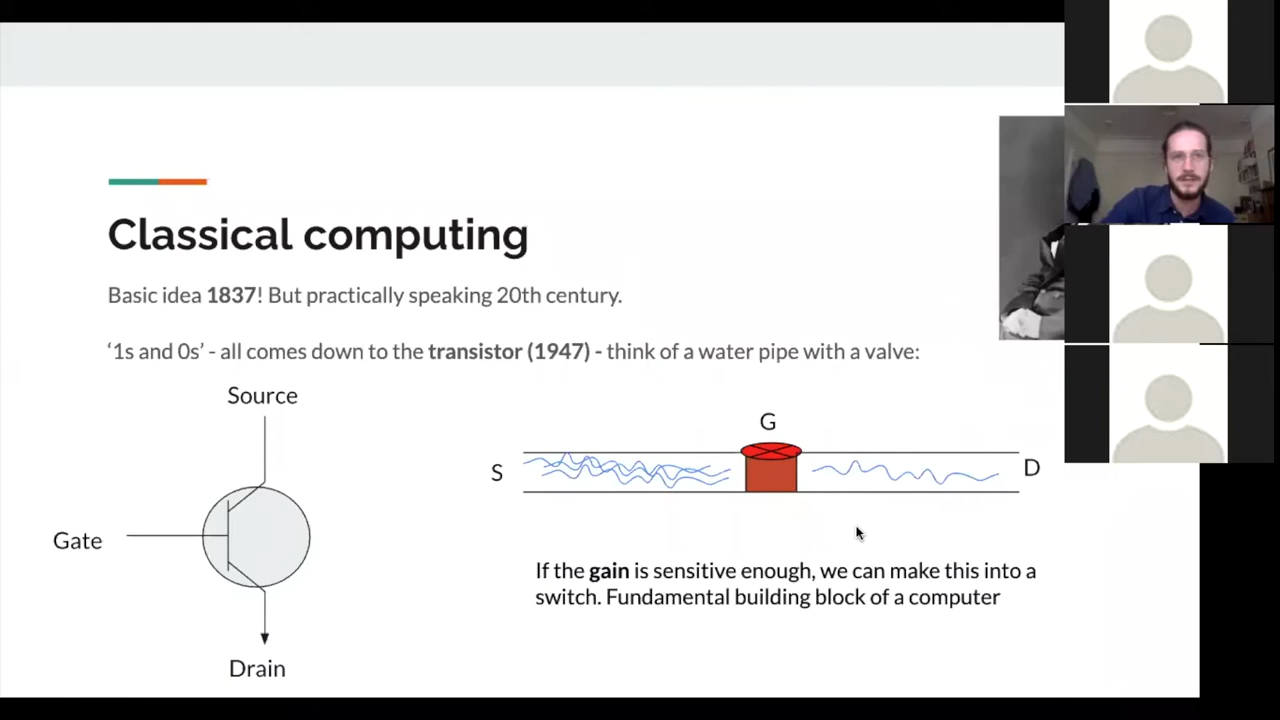 Classical computing
Basic idea 1837! But practically speaking 20th century.
‘1s and 0s’ - all comes down to the transistor (1947) - think of a water pipe with a valve:
Source
Gate
Drain
G
S
D
If the gain is sensitive enough, we can make this into a
switch. Fundamental building block of a computer